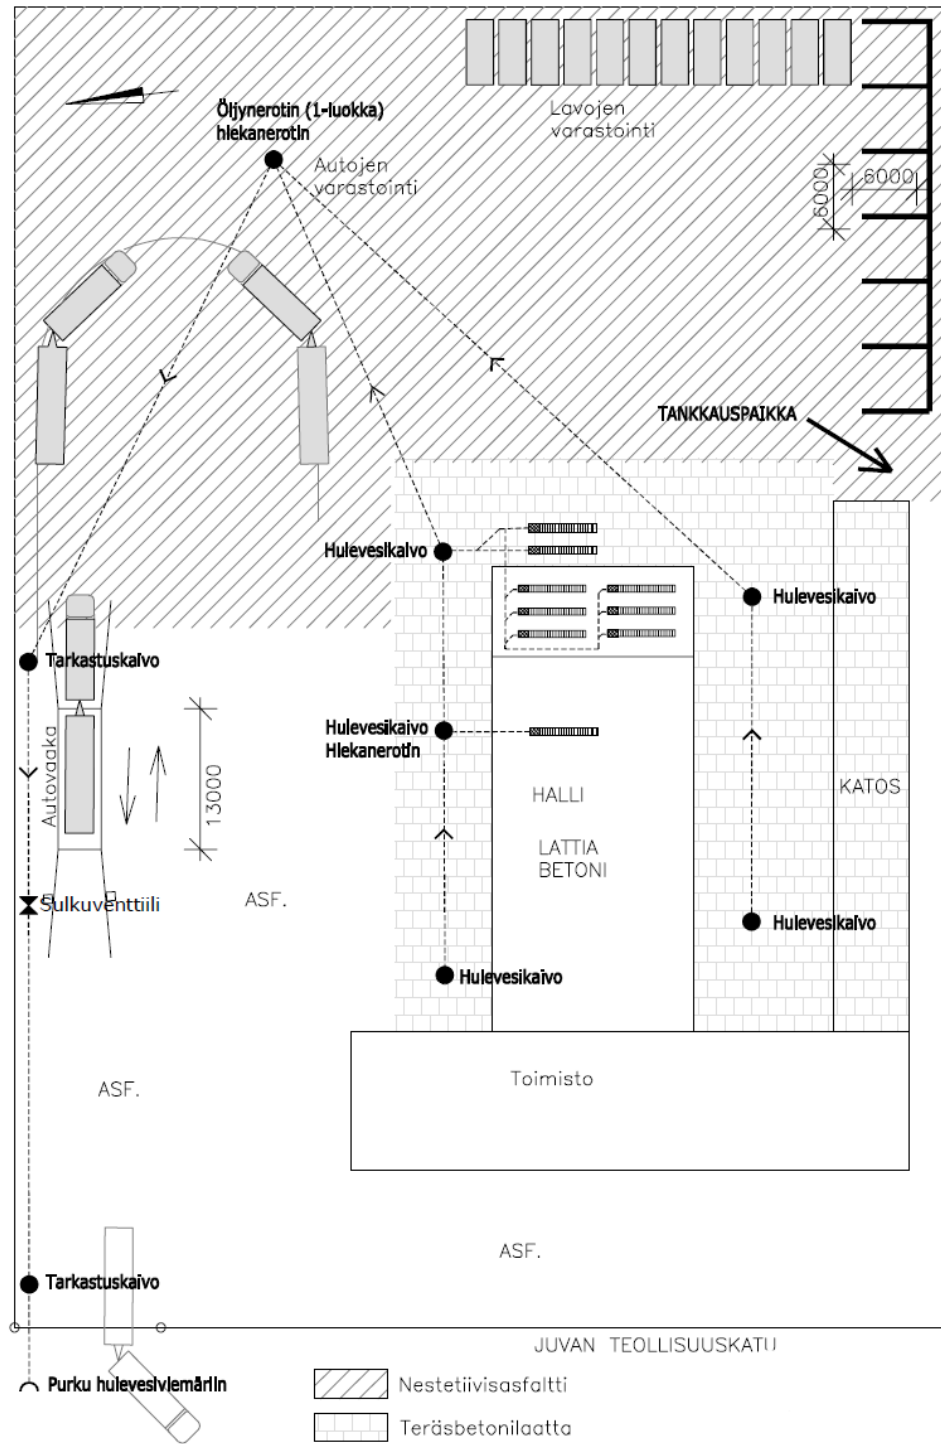 Öljynerotin (1-luokka)
hiekanerotin
Autojen
varastointi
Lavojen
varastointi
6000
6000
TANKKAUSPAIKKA
Hulevesikaivo
Hulevesikaivo
Tarkastuskaivo
Hulevesikaivo
Hiekanerotin
Autovaaka
13000
HALLI
KATOS
LATTIA
BETONI
ASF.
Sulkuventtiili
Hulevesikaivo
Hulevesikaivo
Toimisto
ASF.
ASF.
Tarkastuskaivo
JUVAN TEOLLISUUSKATU
Purku hulevesiviemäriin
Nestetiivisasfaltti
Teräsbetonilaatta